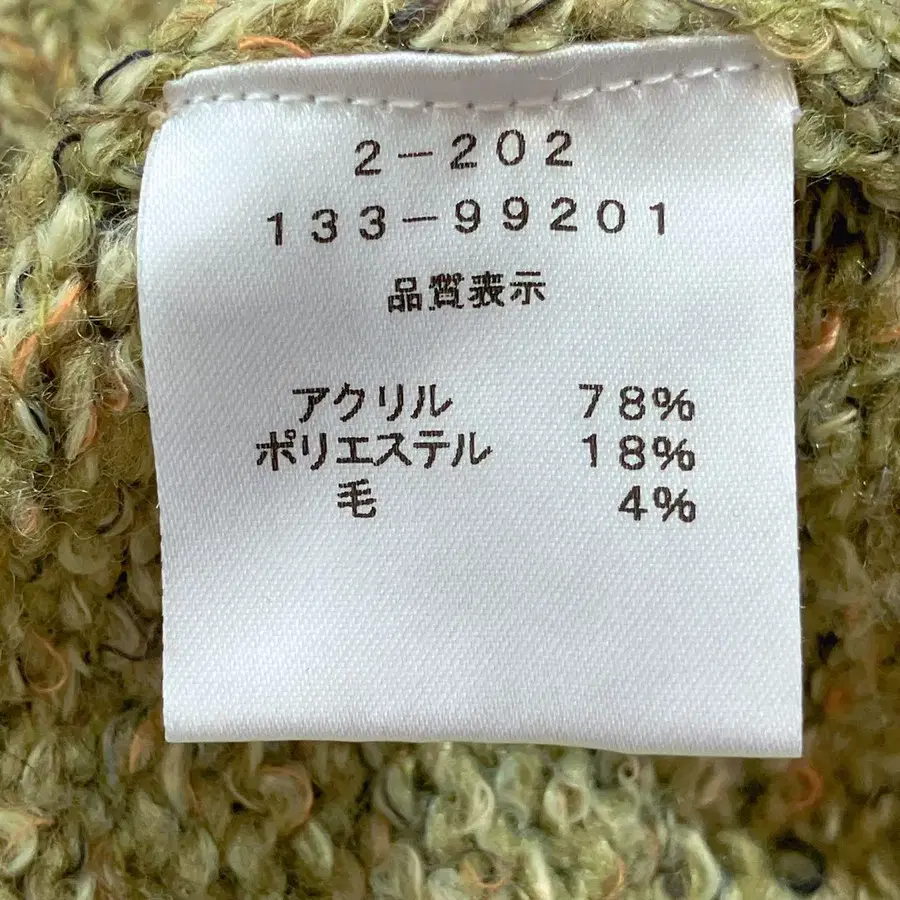 2-202
133-99201
品質表示
アクリル 78%
ポリエステル 18%
毛 4%